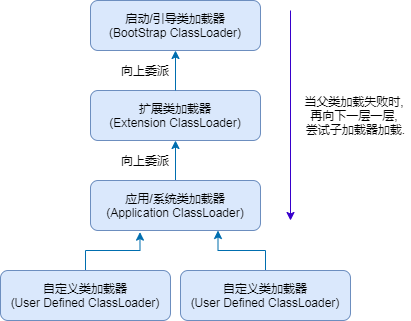 启动/引导类加载器
(BootStrap ClassLoader)
向上委派
扩展类加载器
(Extension ClassLoader)
向上委派
应用/系统类加载器
(Application ClassLoader)
自定义类加载器
(User Defined ClassLoader)
自定义类加载器
(User Defined ClassLoader)
当父类加载失败时,
再向下一层一层,
尝试子加载器加载.